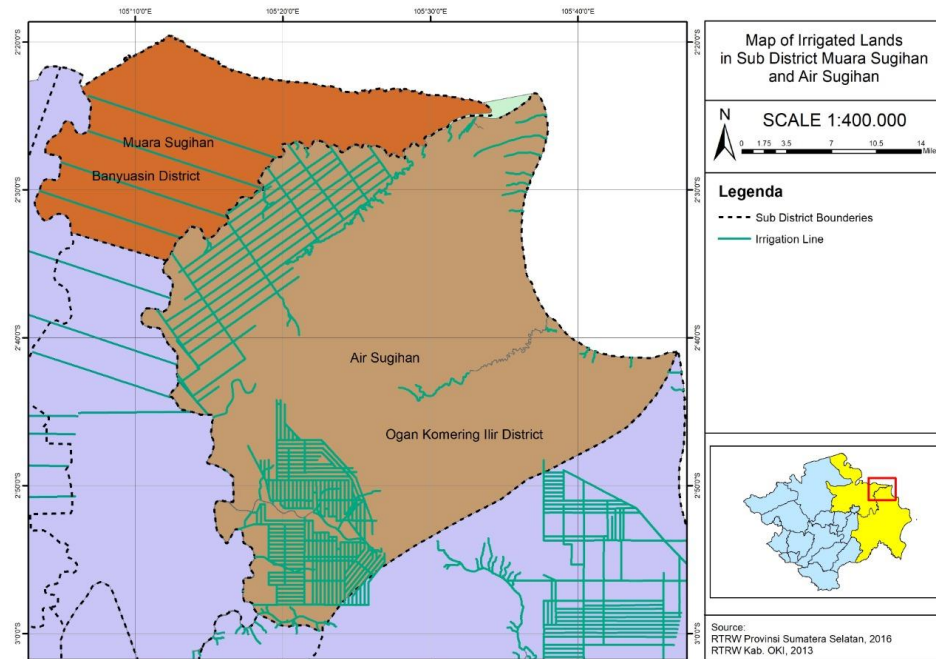 105°10'0"E 105°20'0"E 105°30'0"E 105°40'0"E
2°20'0"S
2°30'0"S
2°40'0"S
2°50'0"S
3°0'0"S
Muara Sugihan
Banyuasin District
Air Sugihan
Ogan Komering Ilir District
Map of Irrigated Lands
in Sub District Muara Sugihan
and Air Sugihan
N
SCALE 1:400.000
0 1.75 3.5 7 10.5 14
Mile
Legenda
Sub District Bounderies
Irrigation Line
Source:
RTRW Provinsi Sumatera Selatan, 2016
RTRW Kab. OKI, 2013